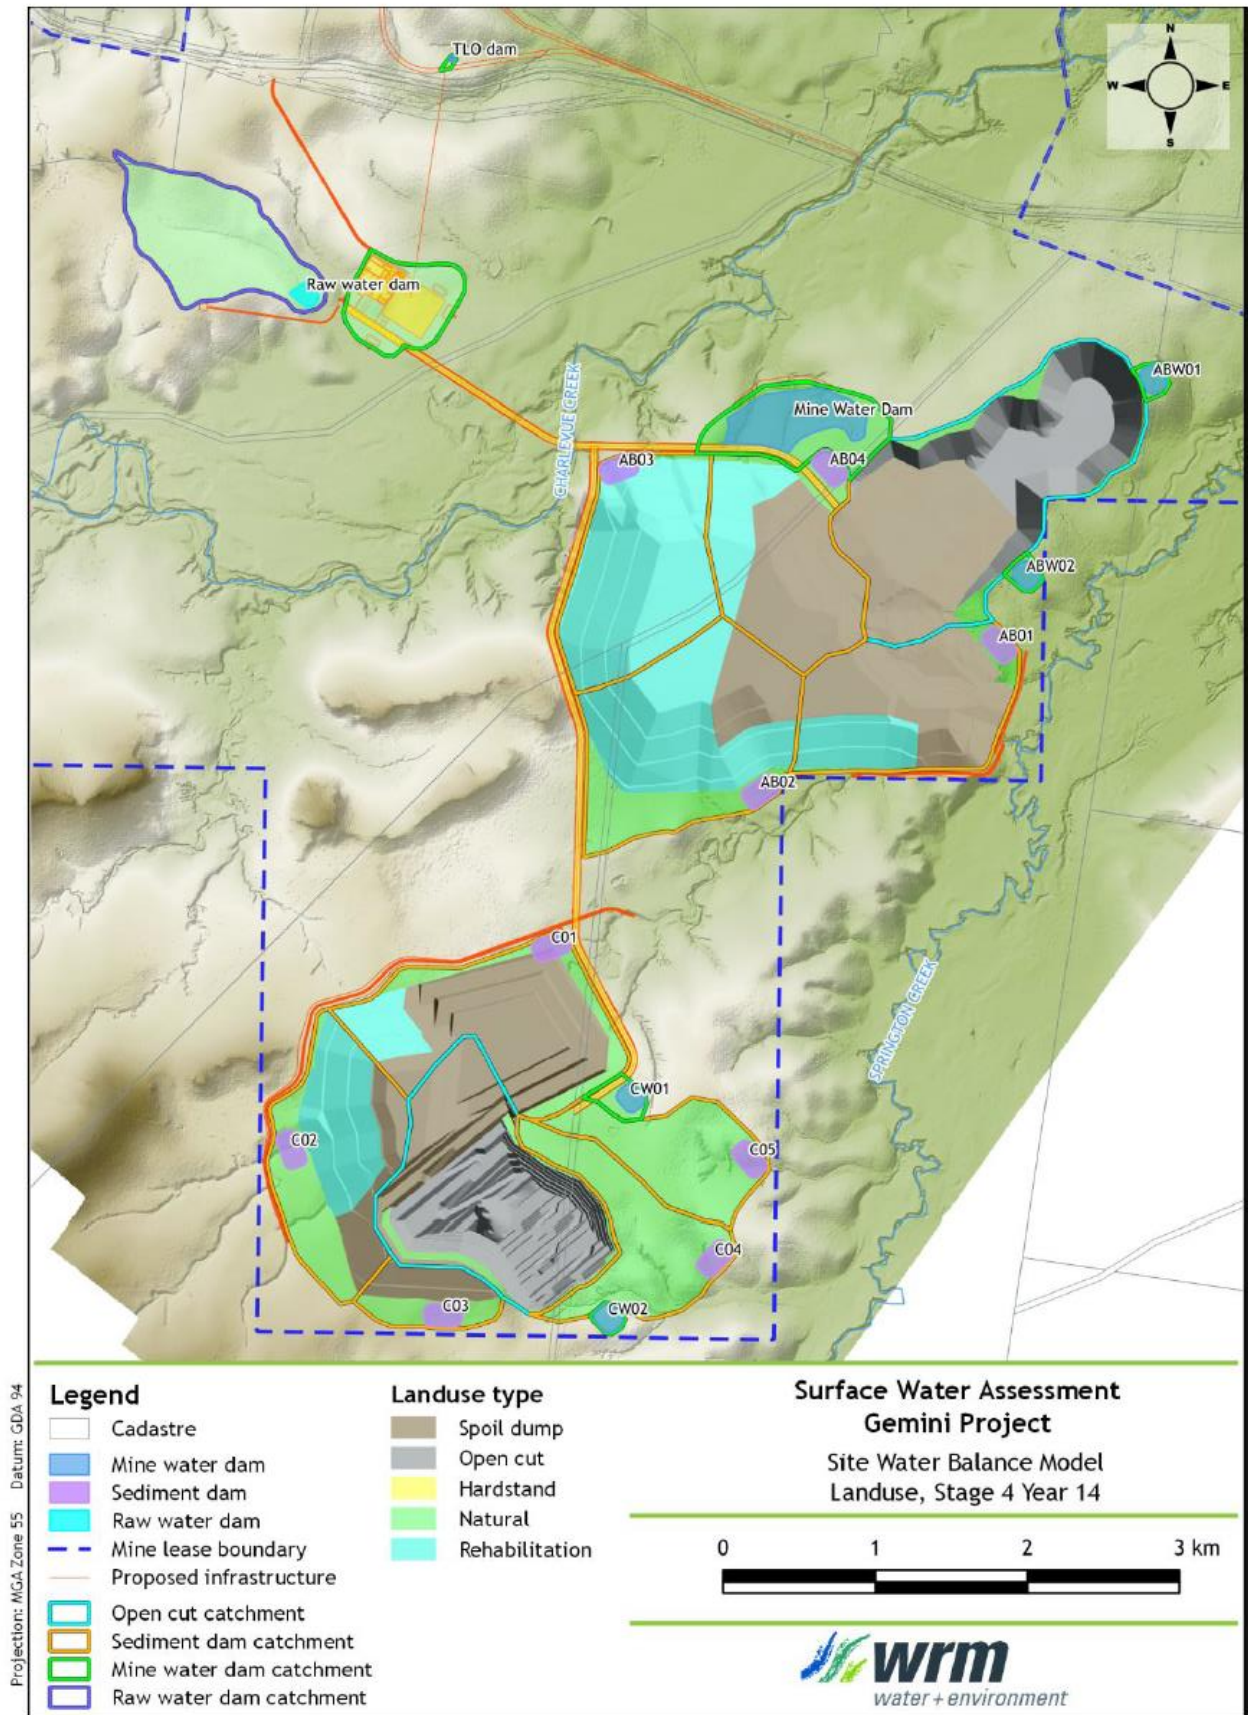 N
W
E
S
TLO dam
Raw water dam
CHARLEVUE CREEK
Mine Water Dam
ABW01
AB03
AB04
ABW02
AB01
AB02
SPRINGTON CREEK
C01
CW01
C02
C05
C04
C03
CW02
Legend
Cadastre
Mine water dam
Sediment dam
Raw water dam
Mine lease boundary
Proposed infrastructure
Open cut catchment
Sediment dam catchment
Mine water dam catchment
Raw water dam catchment
Landuse type
Spoil dump
Open cut
Hardstand
Natural
Rehabilitation
Surface Water Assessment
Gemini Project
Site Water Balance Model
Landuse, Stage 4 Year 14
0 1 2 3 km
wrm
water + environment
Projection: MGA Zone 55 Datum: GDA 94